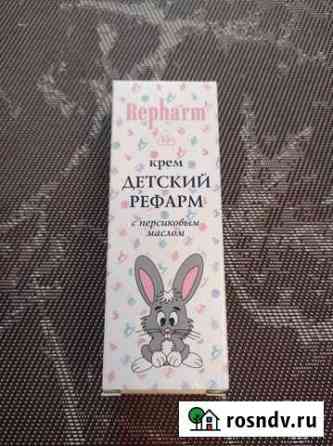 Repharm
крем
ДЕТСКИЙ
РЕФАРМ
с персиковым
маслом
rosndv.ru